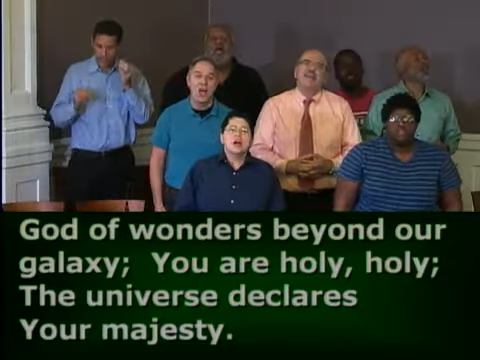 God of wonders beyond our
galaxy;  You are holy, holy;
The universe declares
Your majesty.